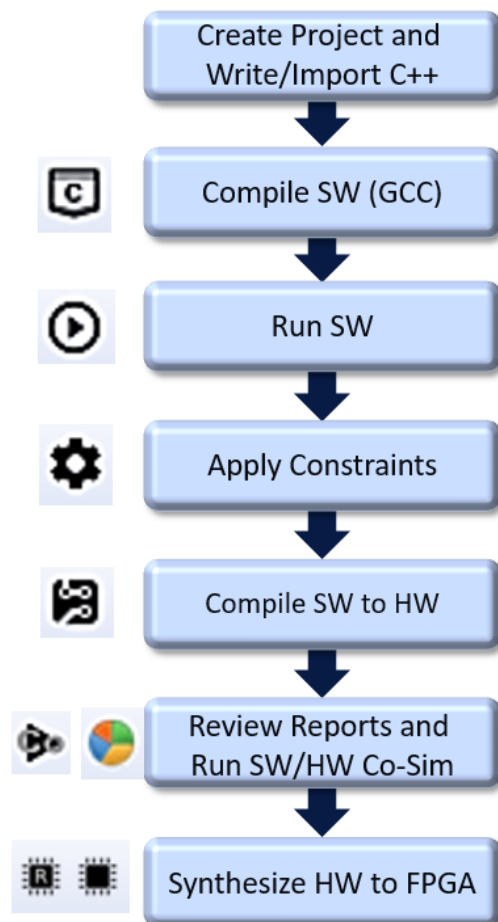 Create Project and
Write/Import C++
C
Compile SW (GCC)
Run SW
Apply Constraints
Compile SW to HW
Review Reports and
Run SW/HW Co-Sim
R
Synthesize HW to FPGA